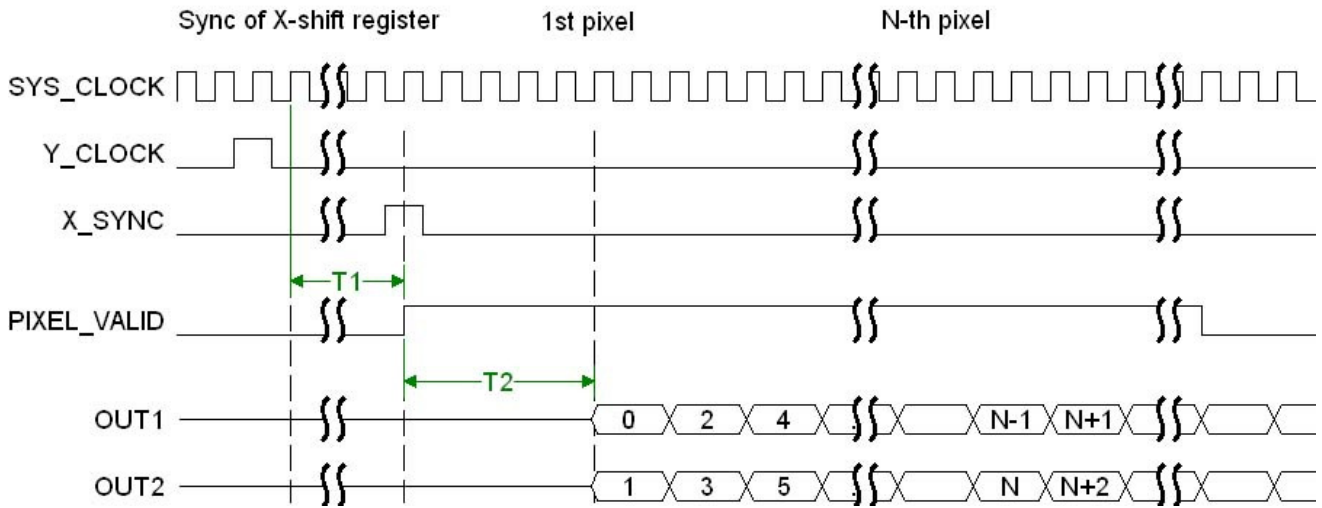 Sync of X-shift register 1st pixel N-th pixel
SYS_CLOCK
Y_CLOCK
X_SYNC
T1
PIXEL_VALID
T2
OUT1 0 2 4 N-1 N+1
OUT2 1 3 5 N N+2